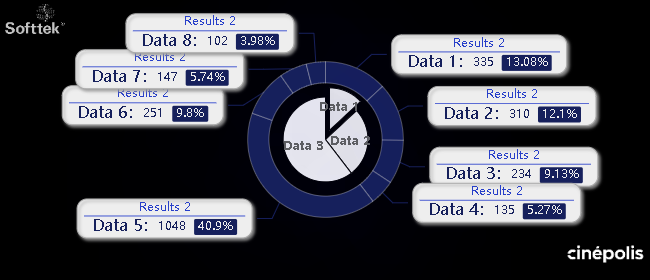 Softtek
Results 2
Data 8: 102 3.98%
Results 2
Data 7: 147 5.74%
Results 2
Data 6: 251 9.8%
Results 2
Data 5: 1048 40.9%
Results 2
Data 1: 335 13.08%
Results 2
Data 2: 310 12.1%
Results 2
Data 3: 234 9.13%
Results 2
Data 4: 135 5.27%
Data 1
Data 2
Data 3
cinépolis